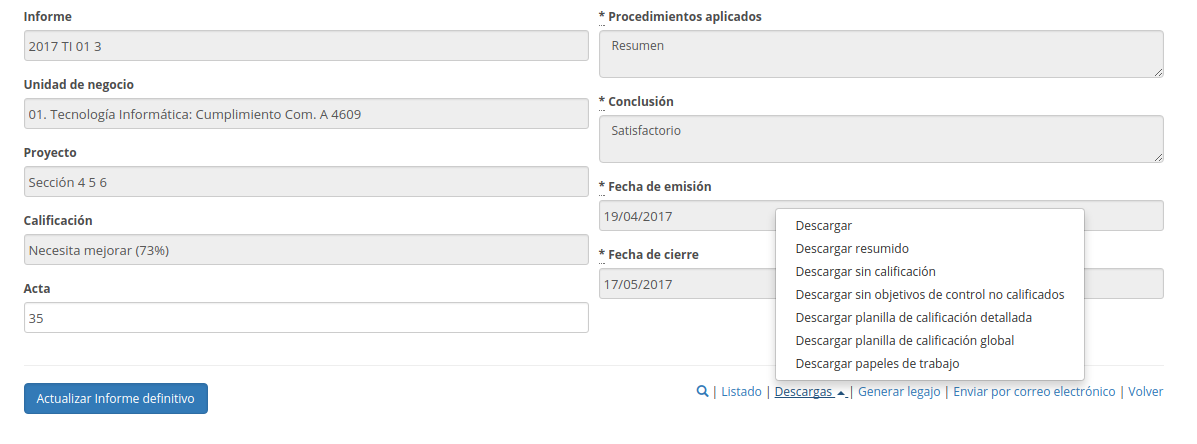 Informe
2017 TI 01 3
Unidad de negocio
01. Tecnología Informática: Cumplimiento Com. A 4609
Proyecto
Sección 4 5 6
Calificación
Necesita mejorar (73%)
Acta
35
* Procedimientos aplicados
Resumen
* Conclusión
Satisfactorio
* Fecha de emisión
19/04/2017
* Fecha de cierre
17/05/2017
Descargar
Descargar resumido
Descargar sin calificación
Descargar sin objetivos de control no calificados
Descargar planilla de calificación detallada
Descargar planilla de calificación global
Descargar papeles de trabajo
Actualizar Informe definitivo
| Listado | Descargas | Generar legajo | Enviar por correo electrónico | Volver